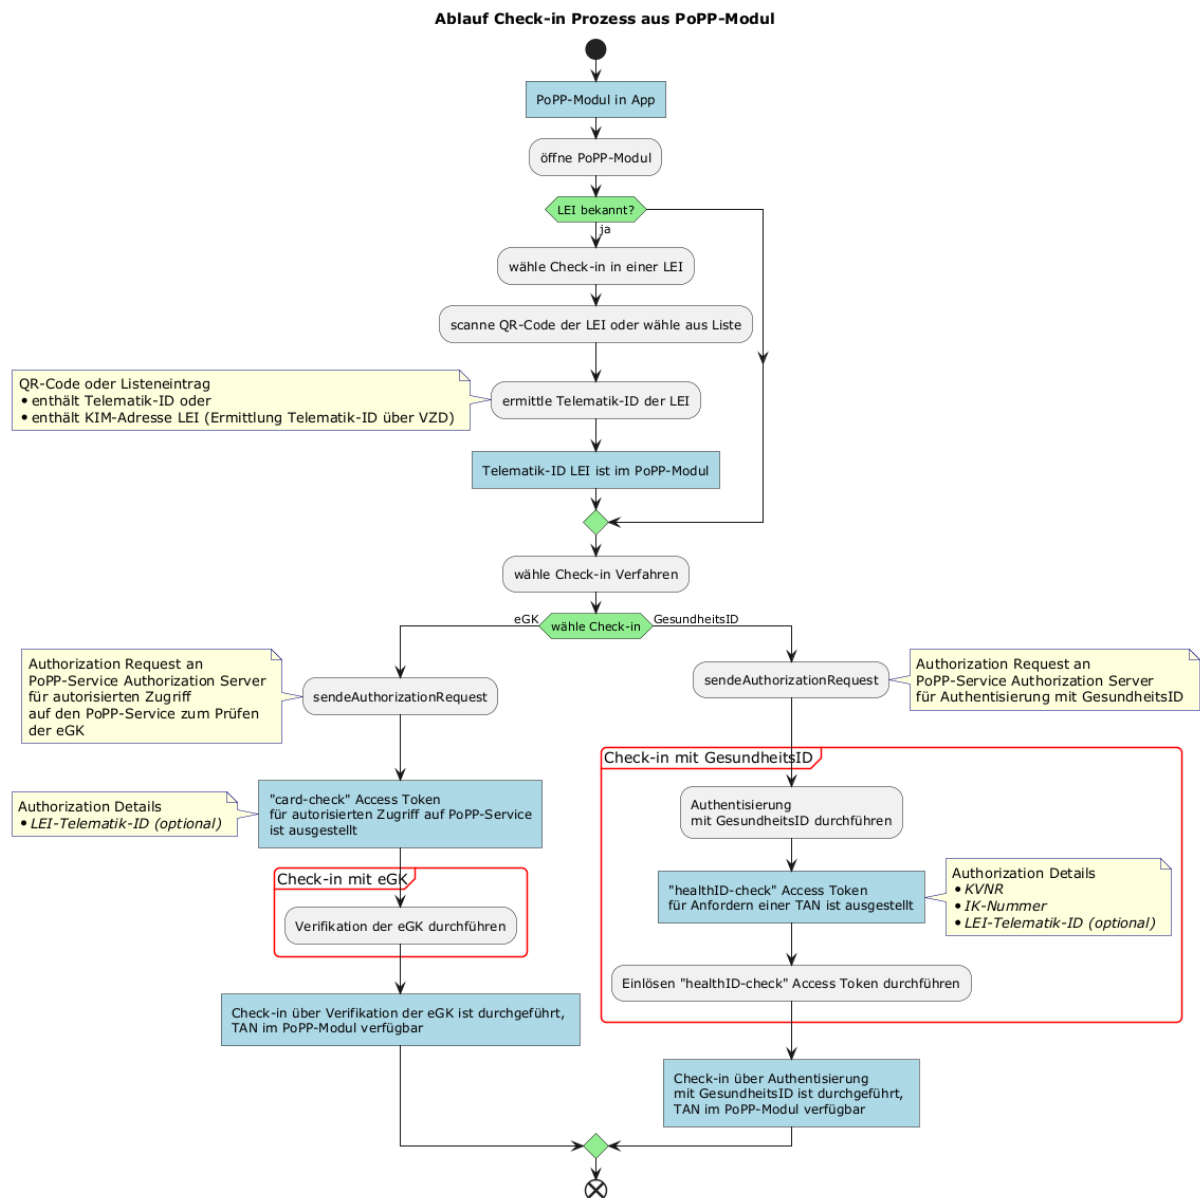 Ablauf Check-in Prozess aus PoPP-Modul
PoPP-Modul in App
öffne PoPP-Modul
LEI bekannt?
ja
wähle Check-in in einer LEI
scanne QR-Code der LEI oder wähle aus Liste
QR-Code oder Listeneintrag
• enthält Telematik-ID oder
• enthält KIM-Adresse LEI (Ermittlung Telematik-ID über VZD)
ermittle Telematik-ID der LEI
Telematik-ID LEI ist im PoPP-Modul
wähle Check-in Verfahren
eGK
wähle Check-in
GesundheitsID
Authorization Request an
PoPP-Service Authorization Server
für autorisierten Zugriff
auf den PoPP-Service zum Prüfen
der eGK
sendeAuthorizationRequest
sendeAuthorizationRequest
Authorization Request an
PoPP-Service Authorization Server
für Authentisierung mit GesundheitsID
Authorization Details
• LEI-Telematik-ID (optional)
"card-check" Access Token
für autorisierten Zugriff auf PoPP-Service
ist ausgestellt
Check-in mit eGK
Verifikation der eGK durchführen
Check-in über Verifikation der eGK ist durchgeführt,
TAN im PoPP-Modul verfügbar
Check-in mit GesundheitsID
Authentisierung
mit GesundheitsID durchführen
"healthID-check" Access Token
für Anfordern einer TAN ist ausgestellt
Authorization Details
• KVNR
• IK-Nummer
• LEI-Telematik-ID (optional)
Einlösen "healthID-check" Access Token durchführen
Check-in über Authentisierung
mit GesundheitsID ist durchgeführt,
TAN im PoPP-Modul verfügbar